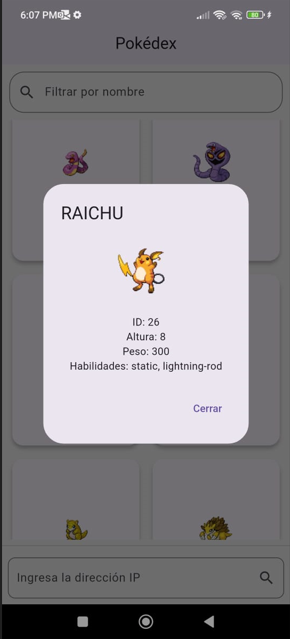 6:07 PM
80
Pokédex
Filtrar por nombre
RAICHU
ID: 26
Altura: 8
Peso: 300
Habilidades: static, lightning-rod
Cerrar
Ingresa la dirección IP